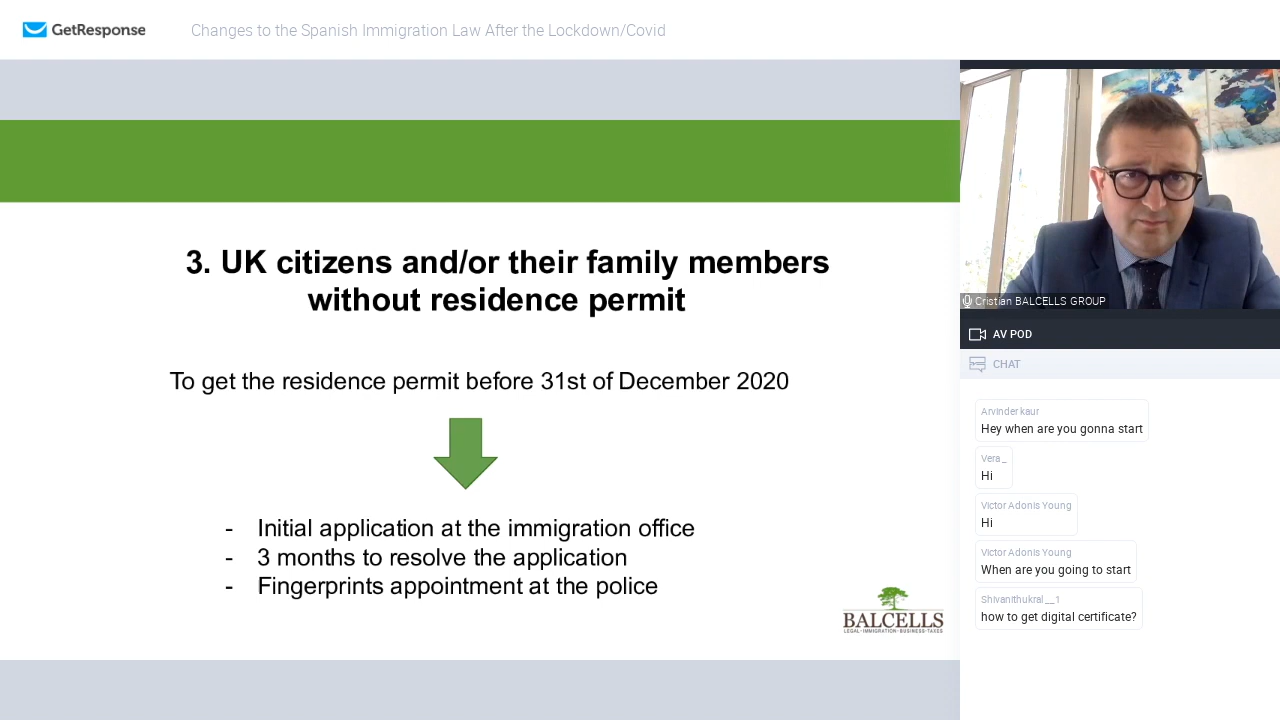 GetResponse
Changes to the Spanish Immigration Law After the Lockdown/Covid
3. UK citizens and/or their family members
without residence permit
To get the residence permit before 31st of December 2020
- Initial application at the immigration office
- 3 months to resolve the application
- Fingerprints appointment at the police
BALCELLS
LEGAL·IMMIGRATION·BUSINESS·TAXES
Cristian BALCELLS GROUP
AV POD
CHAT
Arvinder kaur
Hey when are you gonna start
Vera_
Hi
Victor Adonis Young
Hi
Victor Adonis Young
When are you going to start
Shivanithukral__1
how to get digital certificate?